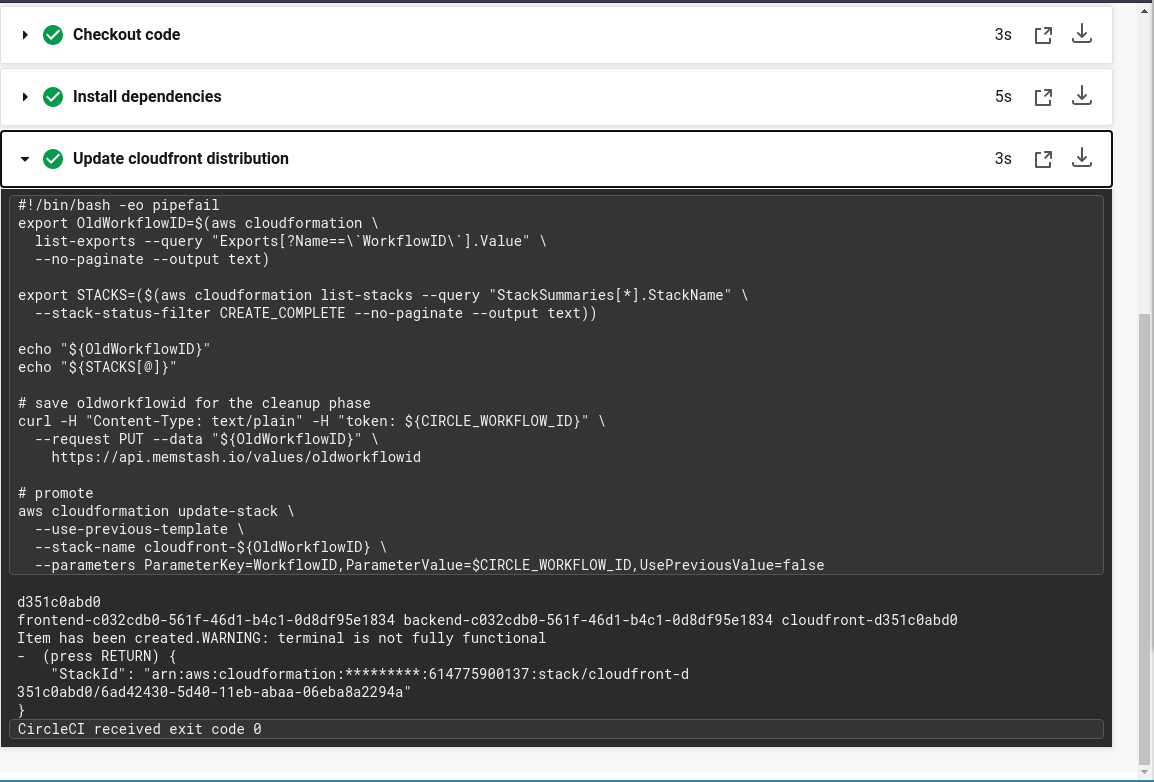 Checkout code 3s
Install dependencies 5s
Update cloudfront distribution 3s
#!/bin/bash -eo pipefail
export OldWorkflowID=$(aws cloudformation \
  list-exports --query "Exports[?Name==\`WorkflowID\`].Value" \
  --no-paginate --output text)

export STACKS=($(aws cloudformation list-stacks --query "StackSummaries[*].StackName" \
  --stack-status-filter CREATE_COMPLETE --no-paginate --output text))

echo "${OldWorkflowID}"
echo "${STACKS[@]}"

# save oldworkflowid for the cleanup phase
curl -H "Content-Type: text/plain" -H "token: ${CIRCLE_WORKFLOW_ID}" \
  --request PUT --data "${OldWorkflowID}" \
    https://api.memstash.io/values/oldworkflowid

# promote
aws cloudformation update-stack \
  --use-previous-template \
  --stack-name cloudfront-${OldWorkflowID} \
  --parameters ParameterKey=WorkflowID,ParameterValue=$CIRCLE_WORKFLOW_ID,UsePreviousValue=false

d351c0abd0
frontend-c032cdb0-561f-46d1-b4c1-0d8df95e1834 backend-c032cdb0-561f-46d1-b4c1-0d8df95e1834 cloudfront-d351c0abd0
Item has been created.WARNING: terminal is not fully functional
-  (press RETURN) {
    "StackId": "arn:aws:cloudformation:*********:614775900137:stack/cloudfront-d
351c0abd0/6ad42430-5d40-11eb-abaa-06eba8a2294a"
}
CircleCI received exit code 0